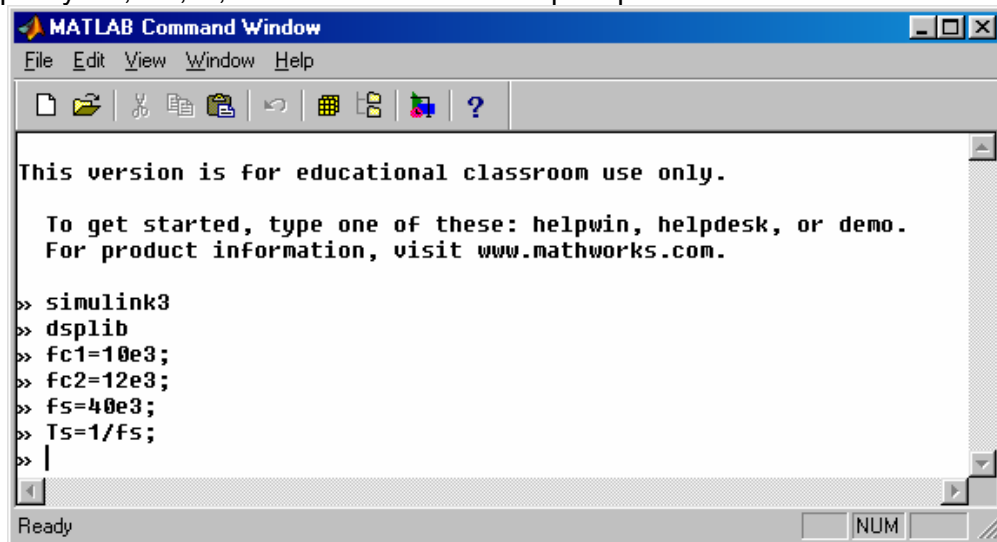 MATLAB Command Window
File Edit View Window Help
?
This version is for educational classroom use only.
To get started, type one of these: helpwin, helpdesk, or demo.
For product information, visit www.mathworks.com.
» simulink3
» dsplib
» fc1=10e3;
» fc2=12e3;
» fs=40e3;
» Ts=1/fs;
»
Ready NUM